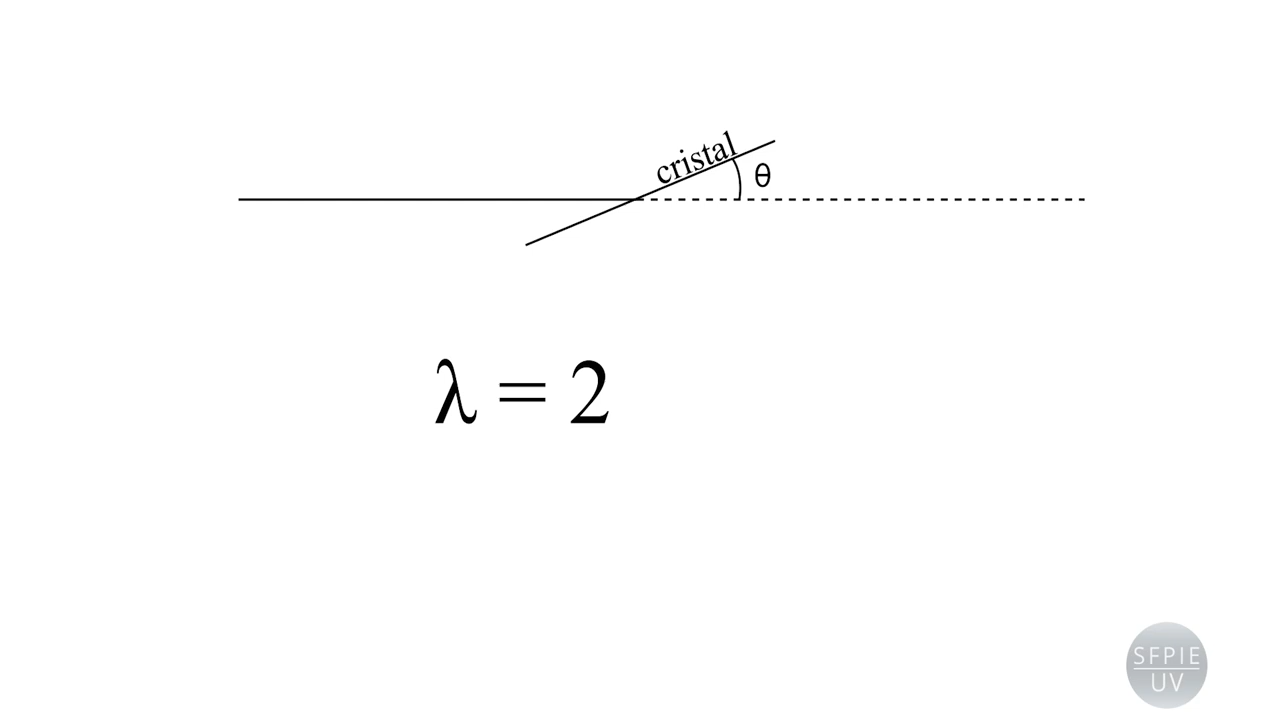 cristal
θ
λ = 2
SFPIE
UV